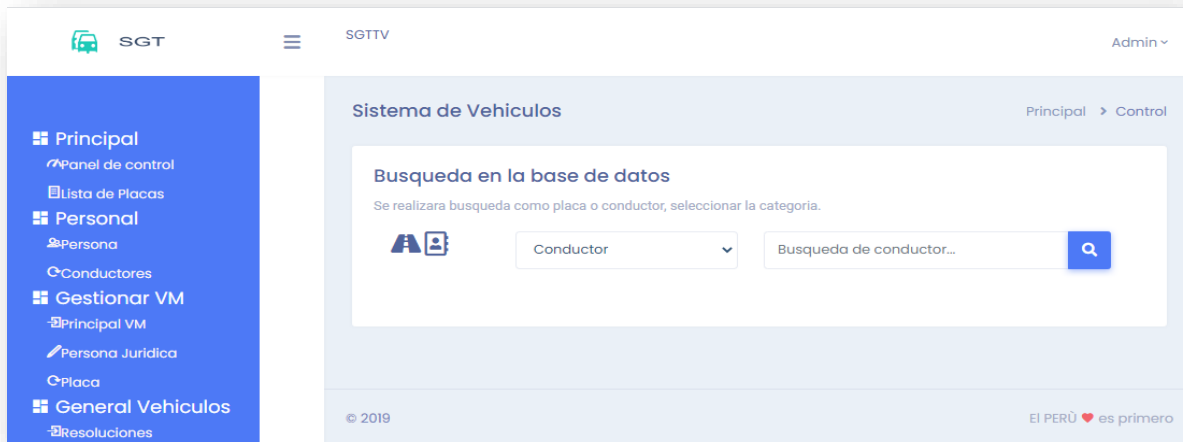 SGT
SGTTV
Admin
Principal
Panel de control
Lista de Placas
Personal
Persona
Conductores
Gestionar VM
Principal VM
Persona Juridica
Placa
General Vehiculos
Resoluciones
Sistema de Vehiculos
Principal > Control
Busqueda en la base de datos
Se realizara busqueda como placa o conductor, seleccionar la categoria.
Conductor
Busqueda de conductor...
© 2019
El PERÙ ❤ es primero